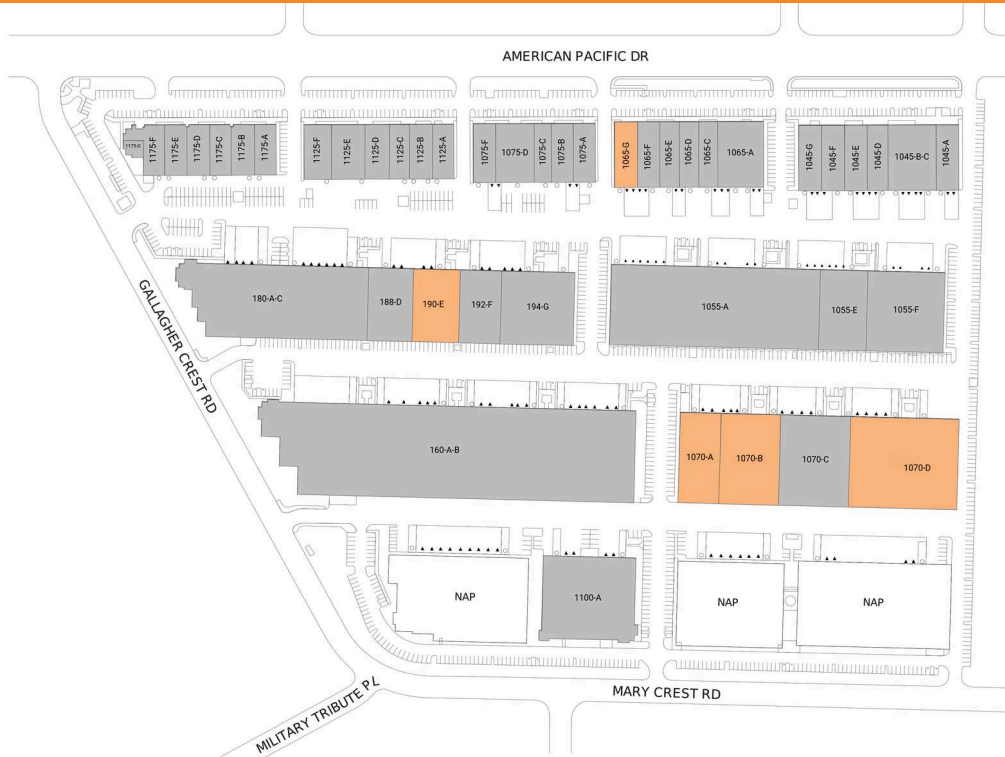 AMERICAN PACIFIC DR
1175-G
1175-F
1175-E
1175-D
1175-C
1175-B
1175-A
1125-F
1125-E
1125-D
1125-C
1125-B
1125-A
1075-F
1075-D
1075-C
1075-B
1075-A
1065-G
1065-F
1065-E
1065-D
1065-C
1065-A
1045-G
1045-F
1045-E
1045-D
1045-B-C
1045-A
GALLAGHER CREST RD
180-A-C
188-D
190-E
192-F
194-G
1055-A
1055-E
1055-F
160-A-B
1070-A
1070-B
1070-C
1070-D
NAP
1100-A
NAP
NAP
MILITARY TRIBUTE PL
MARY CREST RD